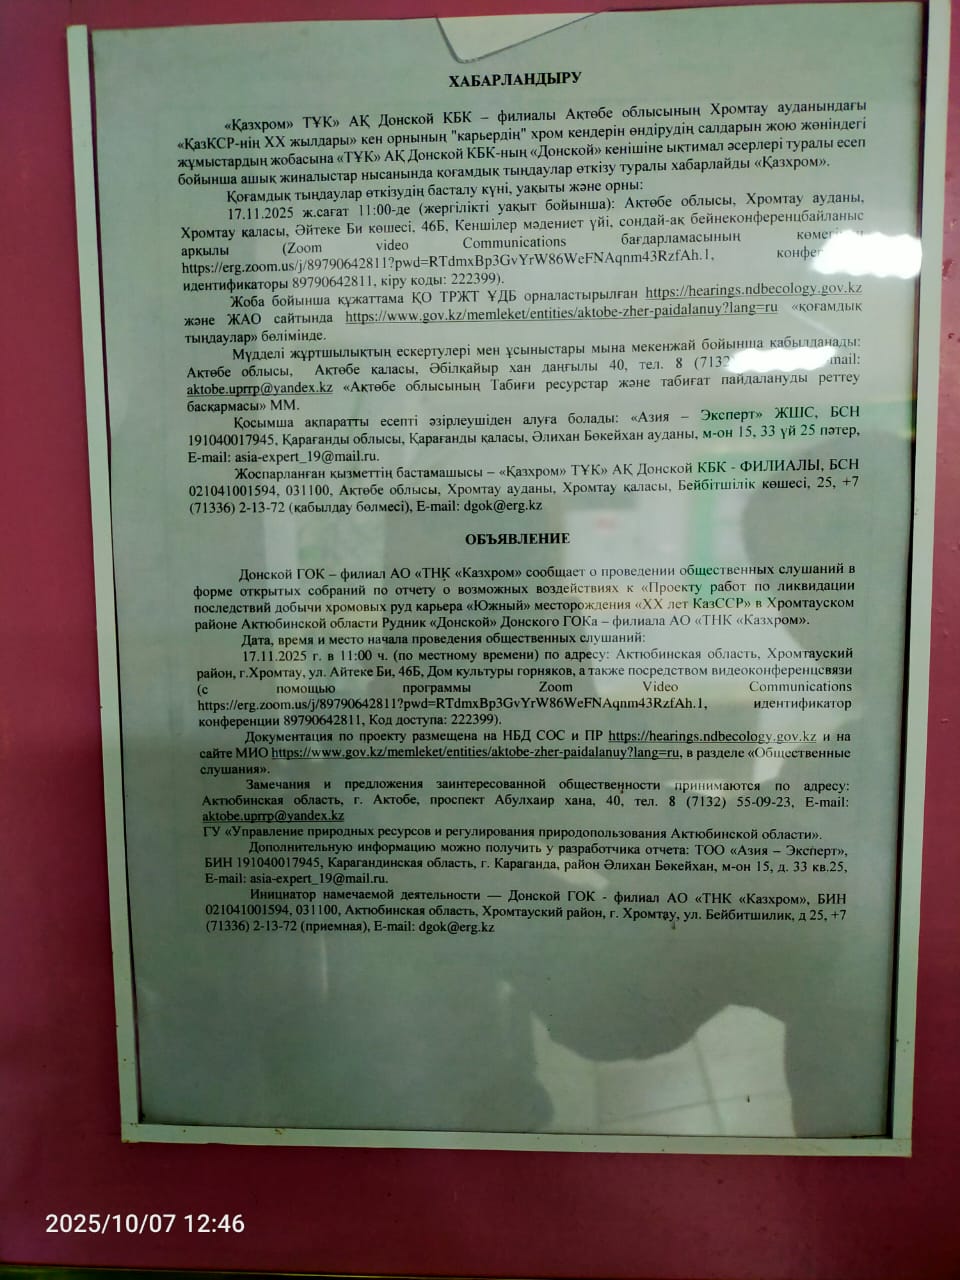 ХАБАРЛАНДЫРУ
«Қазхром» ТҰК» АҚ Донской КБК – филиалы Ақтөбе облысының Хромтау ауданындағы
«ҚазКСР-нің XX жылдары» кен орнының "карьердің" хром кендерін өндірудің салдарын жою жөніндегі
жұмыстардың жобасына «ТҰК» АҚ Донской КБК-ның «Донской» кенішіне ықтимал әсерлері туралы есеп
бойынша ашық жиналыстар нысанында қоғамдық тыңдаулар өткізу туралы хабарлайды «Қазхром».
Қоғамдық тыңдаулар өткізудің басталу күні, уақыты және орны:
17.11.2025 ж.сағат 11:00-де (жергілікті уақыт бойынша): Ақтөбе облысы, Хромтау ауданы,
Хромтау қаласы, Әйтеке Би көшесі, 46Б, Кеншілер мәдениет үйі, сондай-ақ бейнеконференцбайланыс
арқылы (Zoom video Communications бағдарламасының
https://erg.zoom.us/j/89790642811?pwd=RTdmxBp3GvYrW86WeFNAqnm43RzfAh.1,
идентификаторы 89790642811, кіру коды: 222399).
Жоба бойынша құжаттама ҚО ТРЖТ ҰДБ орналастырылған https://hearings.ndbecology.gov.kz
және ЖАО сайтында https://www.gov.kz/memleket/entities/aktobe-zher-paidalanuy?lang=ru «қоғамдық
тыңдаулар» бөлімінде.
Мүдделі жұртшылықтың ескертулері мен ұсыныстары мына мекенжай бойынша қабылданады:
Ақтөбе облысы, Ақтөбе қаласы, Әбілқайыр хан даңғылы 40, тел. 8 (7132
aktobe.uprrp@yandex.kz «Ақтөбе облысының Табиғи ресурстар және табиғат пайдалануды реттеу
басқармасы» ММ.
Қосымша ақпаратты есепті әзірлеушіден алуға болады: «Азия – Эксперт» ЖШС, БСН
191040017945, Қарағанды облысы, Қарағанды қаласы, Әлихан Бөкейхан ауданы, м-он 15, 33 үй 25 пәтер,
E-mail: asia-expert_19@mail.ru.
Жоспарланған қызметтің бастамашысы – «Қазхром» ТҰК» АҚ Донской КБК - ФИЛИАЛЫ, БСН
021041001594, 031100, Ақтөбе облысы, Хромтау ауданы, Хромтау қаласы, Бейбітшілік көшесі, 25, +7
(71336) 2-13-72 (қабылдау бөлмесі), E-mail: dgok@erg.kz
ОБЪЯВЛЕНИЕ
Донской ГОК – филиал АО «ТНК «Казхром» сообщает о проведении общественных слушаний в
форме открытых собраний по отчету о возможных воздействиях к «Проекту работ по ликвидации
последствий добычи хромовых руд карьера «Южный» месторождения «XX лет КазССР» в Хромтауском
районе Актюбинской области Рудник «Донской» Донского ГОКа – филиала АО «ТНК «Казхром».
Дата, время и место начала проведения общественных слушаний:
17.11.2025 г. в 11:00 ч. (по местному времени) по адресу: Актюбинская область, Хромтауский
район, г.Хромтау, ул. Айтеке Би, 46Б, Дом культуры горняков, а также посредством видеоконференцсвязи
(с помощью программы Zoom Video Communications
https://erg.zoom.us/j/89790642811?pwd=RTdmxBp3GvYrW86WeFNAqnm43RzfAh.1, идентификатор
конференции 89790642811, Код доступа: 222399).
Документация по проекту размещена на НБД СОС и ПР https://hearings.ndbecology.gov.kz и на
сайте МИО https://www.gov.kz/memleket/entities/aktobe-zher-paidalanuy?lang=ru, в разделе «Общественные
слушания».
Замечания и предложения заинтересованной общественности принимаются по адресу:
Актюбинская область, г. Актобе, проспект Абулхаир хана, 40, тел. 8 (7132) 55-09-23, E-mail:
aktobe.uprrp@yandex.kz
ГУ «Управление природных ресурсов и регулирования природопользования Актюбинской области».
Дополнительную информацию можно получить у разработчика отчета: ТОО «Азия – Эксперт»,
БИН 191040017945, Карагандинская область, г. Караганда, район Әлихан Бөкейхан, м-он 15, д. 33 кв.25,
E-mail: asia-expert_19@mail.ru.
Инициатор намечаемой деятельности — Донской ГОК - филиал АО «ТНК «Казхром», БИН
021041001594, 031100, Актюбинская область, Хромтауский район, г. Хромтау, ул. Бейбитшилик, д 25, +7
(71336) 2-13-72 (приемная), E-mail: dgok@erg.kz
2025/10/07 12:46